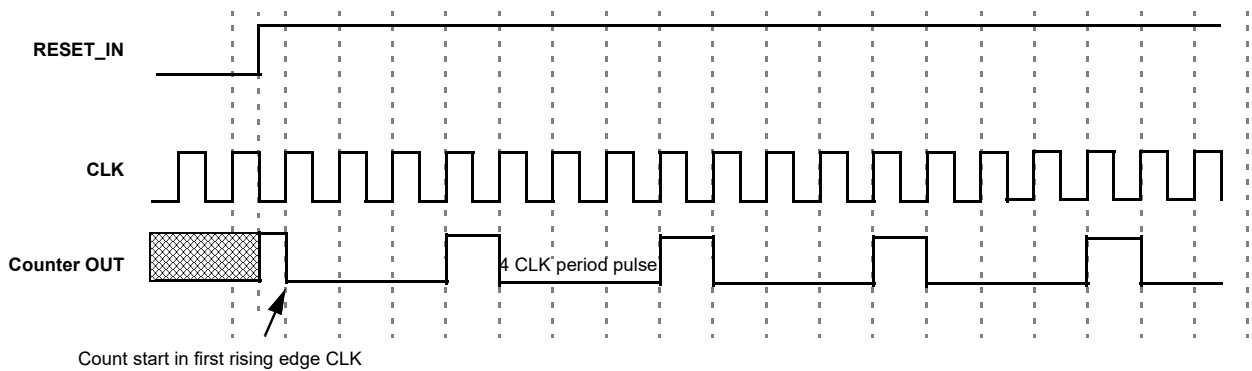 RESET_IN
CLK
Counter OUT
4 CLK period pulse
Count start in first rising edge CLK